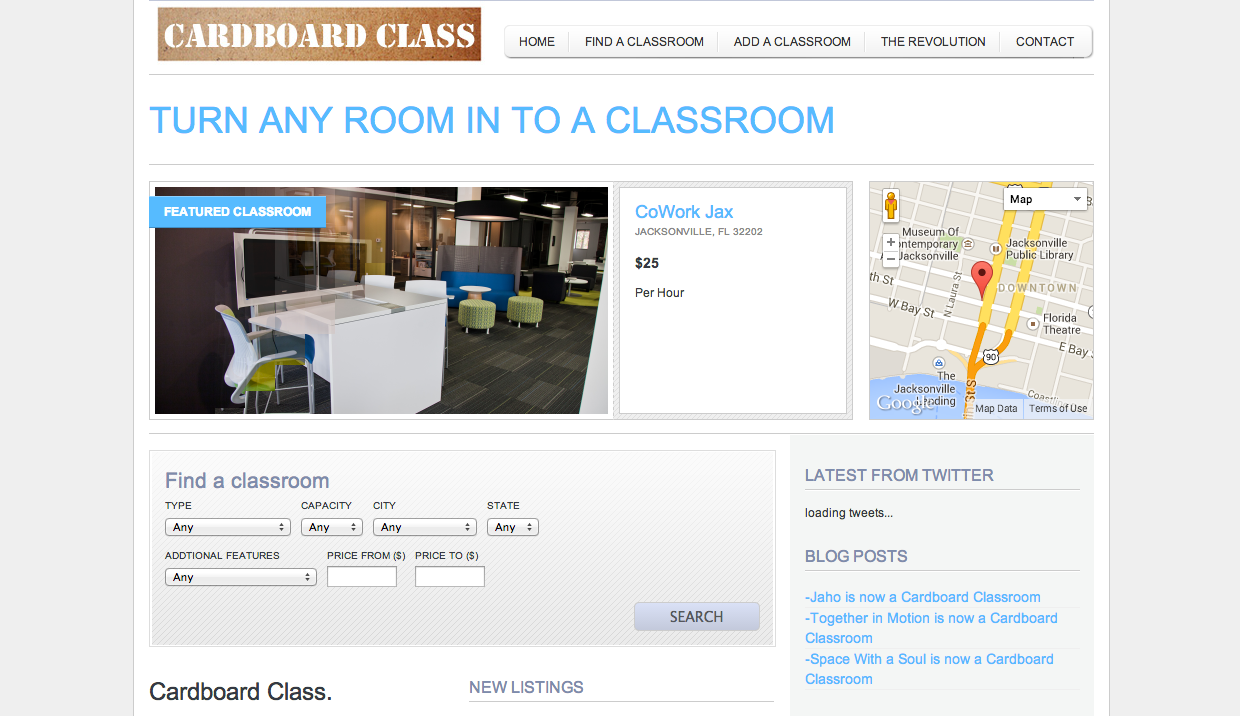 CARDBOARD CLASS
HOME
FIND A CLASSROOM
ADD A CLASSROOM
THE REVOLUTION
CONTACT
TURN ANY ROOM IN TO A CLASSROOM
FEATURED CLASSROOM
CoWork Jax
JACKSONVILLE, FL 32202
$25
Per Hour
Map
Museum Of
ontemporary
Jacksonville
Jacksonville
Public Library
th St
N Laura St
DOWNTOWN
W Bay St
Florida
Theatre
E Bay
90
The
Jacksonville
Landing
Google
Map Data
Terms of Use
Find a classroom
TYPE
CAPACITY
CITY
STATE
Any
Any
Any
Any
ADDTIONAL FEATURES
PRICE FROM ($)
PRICE TO ($)
Any
SEARCH
LATEST FROM TWITTER
loading tweets...
BLOG POSTS
-Jaho is now a Cardboard Classroom
-Together in Motion is now a Cardboard
Classroom
-Space With a Soul is now a Cardboard
Classroom
Cardboard Class.
NEW LISTINGS